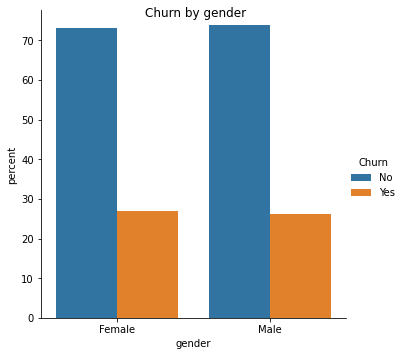 Churn by gender
70
60
50
40
30
20
10
0
percent
Female Male
gender
Churn
No
Yes